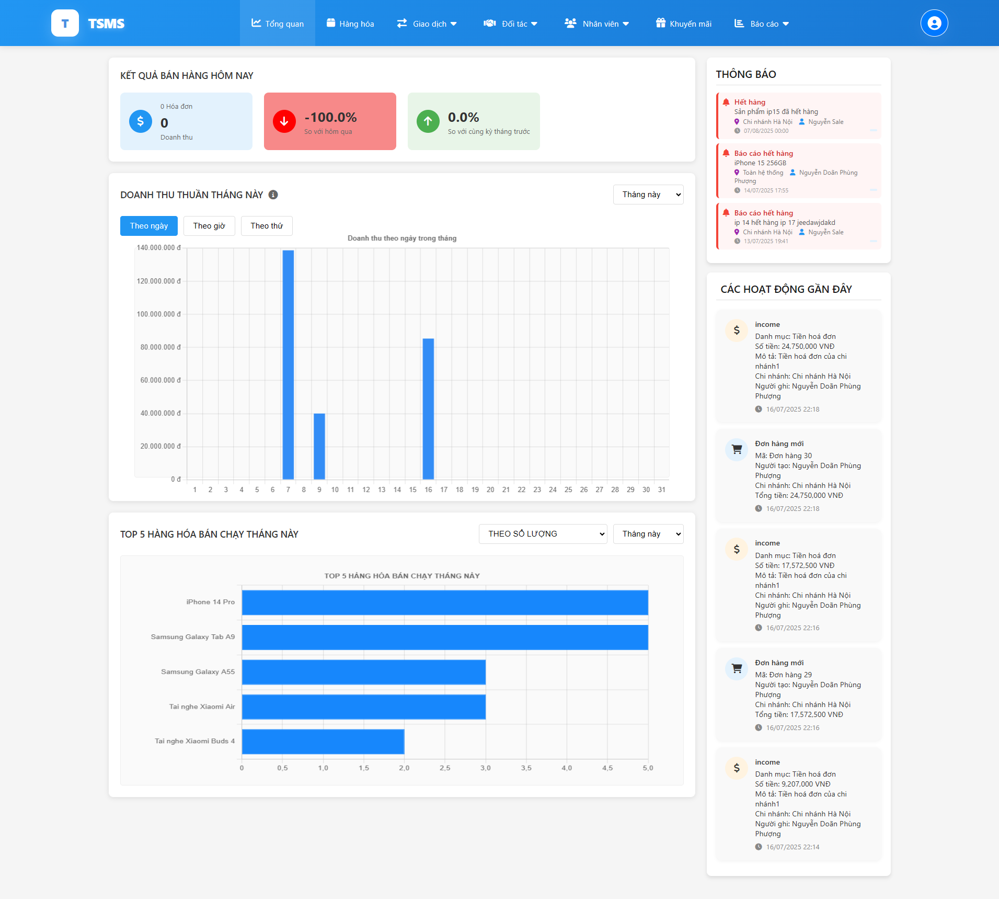 T
TSMS
Tổng quan
Hàng hóa
Giao dịch
Đối tác
Nhân viên
Khuyến mãi
Báo cáo
KẾT QUẢ BÁN HÀNG HÔM NAY
0 Hóa đơn
0
Doanh thu
-100.0%
So với hôm qua
0.0%
So với cùng kỳ tháng trước
DOANH THU THUẦN THÁNG NÀY
Tháng này
Theo ngày
Theo giờ
Theo thứ
Doanh thu theo ngày trong tháng
140.000.000 đ
120.000.000 đ
100.000.000 đ
80.000.000 đ
60.000.000 đ
40.000.000 đ
20.000.000 đ
0 đ
1 2 3 4 5 6 7 8 9 10 11 12 13 14 15 16 17 18 19 20 21 22 23 24 25 26 27 28 29 30 31
TOP 5 HÀNG HÓA BÁN CHẠY THÁNG NÀY
THEO SỐ LƯỢNG
Tháng này
TOP 5 HÀNG HÓA BÁN CHẠY THÁNG NÀY
iPhone 14 Pro
Samsung Galaxy Tab A9
Samsung Galaxy A55
Tai nghe Xiaomi Air
Tai nghe Xiaomi Buds 4
0 0,5 1,0 1,5 2,0 2,5 3,0 3,5 4,0 4,5 5,0
THÔNG BÁO
Hết hàng
Sản phẩm ip15 đã hết hàng
Chi nhánh Hà Nội Nguyễn Sale
07/08/2025 00:00
Báo cáo hết hàng
iPhone 15 256GB
Toàn hệ thống Nguyễn Doãn Phùng
Phượng
14/07/2025 17:55
Báo cáo hết hàng
ip 14 hết hàng ip 17 jeedawjdakd
Chi nhánh Hà Nội Nguyễn Sale
13/07/2025 19:41
CÁC HOẠT ĐỘNG GẦN ĐÂY
income
Danh mục: Tiền hoá đơn
Số tiền: 24,750,000 VNĐ
Mô tả: Tiền hoá đơn của chi
nhánh1
Chi nhánh: Chi nhánh Hà Nội
Người ghi: Nguyễn Doãn Phùng
Phượng
16/07/2025 22:18
Đơn hàng mới
Mã: Đơn hàng 30
Người tạo: Nguyễn Doãn Phùng
Phượng
Chi nhánh: Chi nhánh Hà Nội
Tổng tiền: 24,750,000 VNĐ
16/07/2025 22:18
income
Danh mục: Tiền hoá đơn
Số tiền: 17,572,500 VNĐ
Mô tả: Tiền hoá đơn của chi
nhánh1
Chi nhánh: Chi nhánh Hà Nội
Người ghi: Nguyễn Doãn Phùng
Phượng
16/07/2025 22:16
Đơn hàng mới
Mã: Đơn hàng 29
Người tạo: Nguyễn Doãn Phùng
Phượng
Chi nhánh: Chi nhánh Hà Nội
Tổng tiền: 17,572,500 VNĐ
16/07/2025 22:16
income
Danh mục: Tiền hoá đơn
Số tiền: 9,207,000 VNĐ
Mô tả: Tiền hoá đơn của chi
nhánh1
Chi nhánh: Chi nhánh Hà Nội
Người ghi: Nguyễn Doãn Phùng
Phượng
16/07/2025 22:14